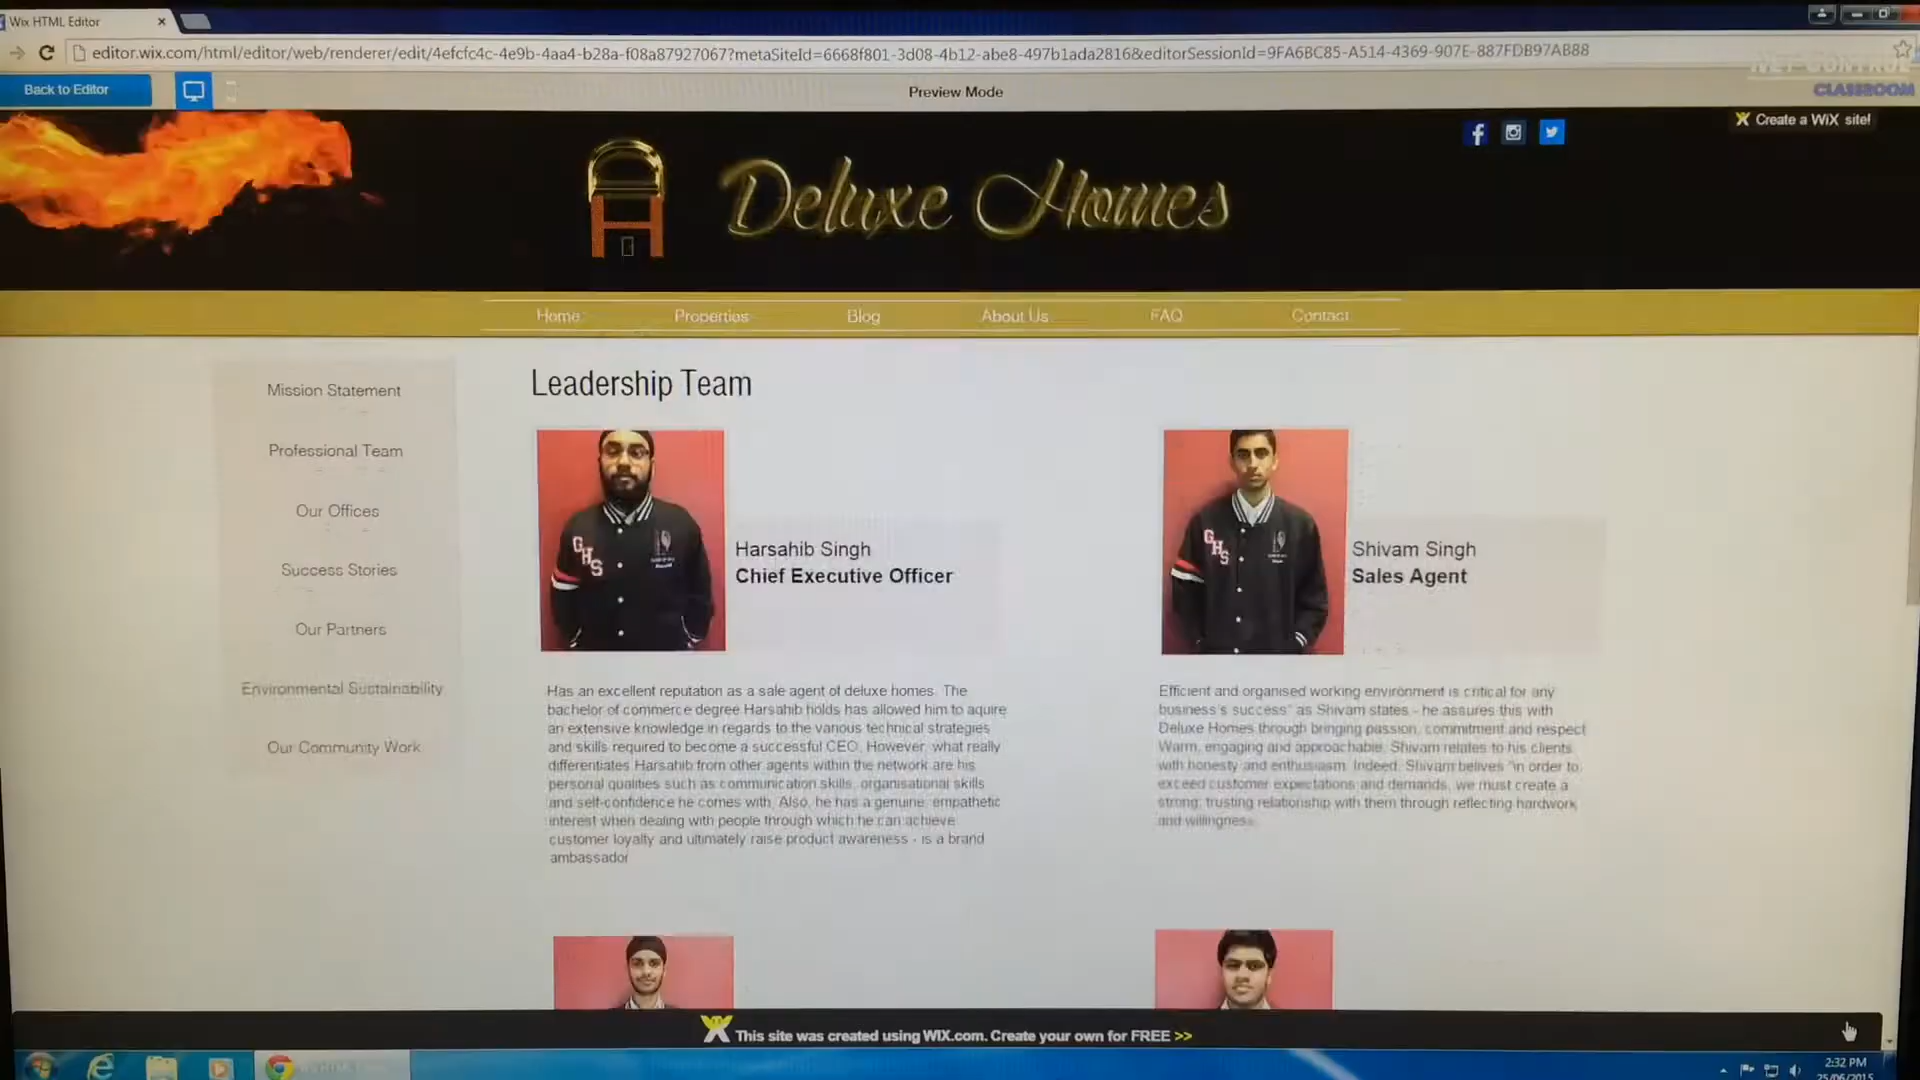 Wix HTML Editor
editor.wix.com/html/editor/web/renderer/edit/4efcfc4c-4e9b-4aa4-b28a-f08a87927067?metaSiteId=6668f801-3d08-4b12-abe8-497b1ada2816&editorSessionId=9FA6BC85-A514-4369-907E-887FDB97AB88
Back to Editor
Preview Mode
NET CONTROL
CLASSROOM
Create a WiX site!
Deluxe Homes
Home
Properties
Blog
About Us
FAQ
Contact
Mission Statement
Professional Team
Our Offices
Success Stories
Our Partners
Environmental Sustainability
Our Community Work
Leadership Team
GHS
Harsahib Singh
Chief Executive Officer
Has an excellent reputation as a sale agent of deluxe homes. The
bachelor of commerce degree Harsahib holds has allowed him to aquire
an extensive knowledge in regards to the various technical strategies
and skills required to become a successful CEO. However, what really
differentiates Harsahib from other agents within the network are his
personal qualities such as communication skills, organisational skills
and self-confidence he comes with. Also, he has a genuine, empathetic
interest when dealing with people through which he can achieve
customer loyalty and ultimately raise product awareness - is a brand
ambassador
GHS
Shivam Singh
Sales Agent
Efficient and organised working environment is critical for any
business's success" as Shivam states - he assures this with
Deluxe Homes through bringing passion, commitment and respect
Warm, engaging and approachable, Shivam relates to his clients
with honesty and enthusiasm. Indeed, Shivam belives "in order to
exceed customer expectations and demands, we must create a
strong, trusting relationship with them through reflecting hardwork
and willingness.
This site was created using WIX.com. Create your own for FREE >>
2:32 PM
25/06/2015